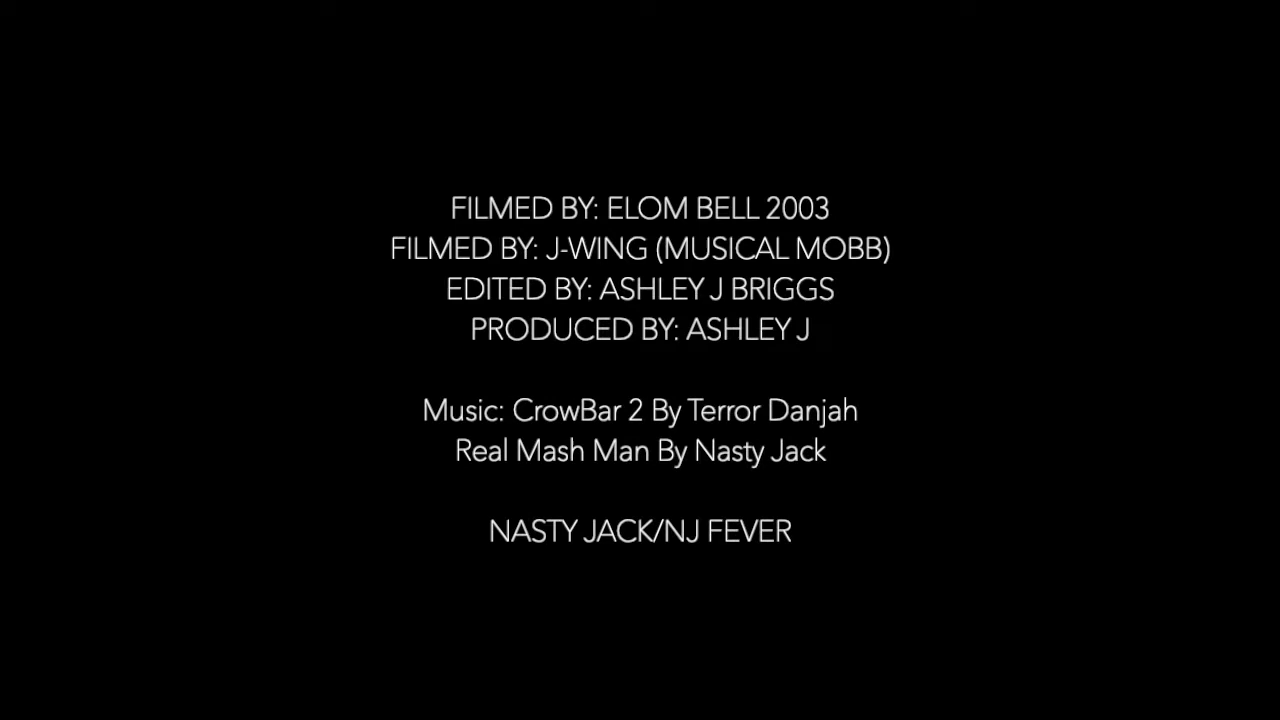 FILMED BY: ELOM BELL 2003
FILMED BY: J-WING (MUSICAL MOBB)
EDITED BY: ASHLEY J BRIGGS
PRODUCED BY: ASHLEY J
Music: CrowBar 2 By Terror Danjah
Real Mash Man By Nasty Jack
NASTY JACK/NJ FEVER